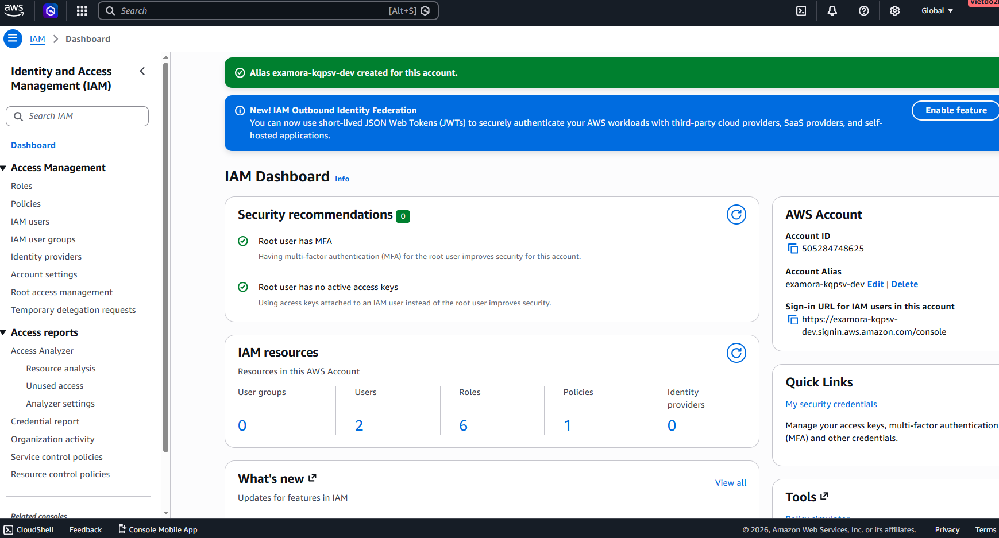 aws
Search
[Alt+S]
Global
IAM
Dashboard
Identity and Access
Management (IAM)
Search IAM
Dashboard
Access Management
Roles
Policies
IAM users
IAM user groups
Identity providers
Account settings
Root access management
Temporary delegation requests
Access reports
Access Analyzer
Resource analysis
Unused access
Analyzer settings
Credential report
Organization activity
Service control policies
Resource control policies
Related consoles
Alias examora-kqpsv-dev created for this account.
New! IAM Outbound Identity Federation
You can now use short-lived JSON Web Tokens (JWTs) to securely authenticate your AWS workloads with third-party cloud providers, SaaS providers, and self-
hosted applications.
Enable feature
IAM Dashboard Info
Security recommendations 0
Root user has MFA
Having multi-factor authentication (MFA) for the root user improves security for this account.
Root user has no active access keys
Using access keys attached to an IAM user instead of the root user improves security.
IAM resources
Resources in this AWS Account
User groups
0
Users
2
Roles
6
Policies
1
Identity
providers
0
What's new
View all
Updates for features in IAM
AWS Account
Account ID
505284748625
Account Alias
examora-kqpsv-dev Edit | Delete
Sign-in URL for IAM users in this account
https://examora-kqpsv-
dev.signin.aws.amazon.com/console
Quick Links
My security credentials
Manage your access keys, multi-factor authentication
(MFA) and other credentials.
Tools
Policy simulator
CloudShell
Feedback
Console Mobile App
© 2026, Amazon Web Services, Inc. or its affiliates.
Privacy
Terms